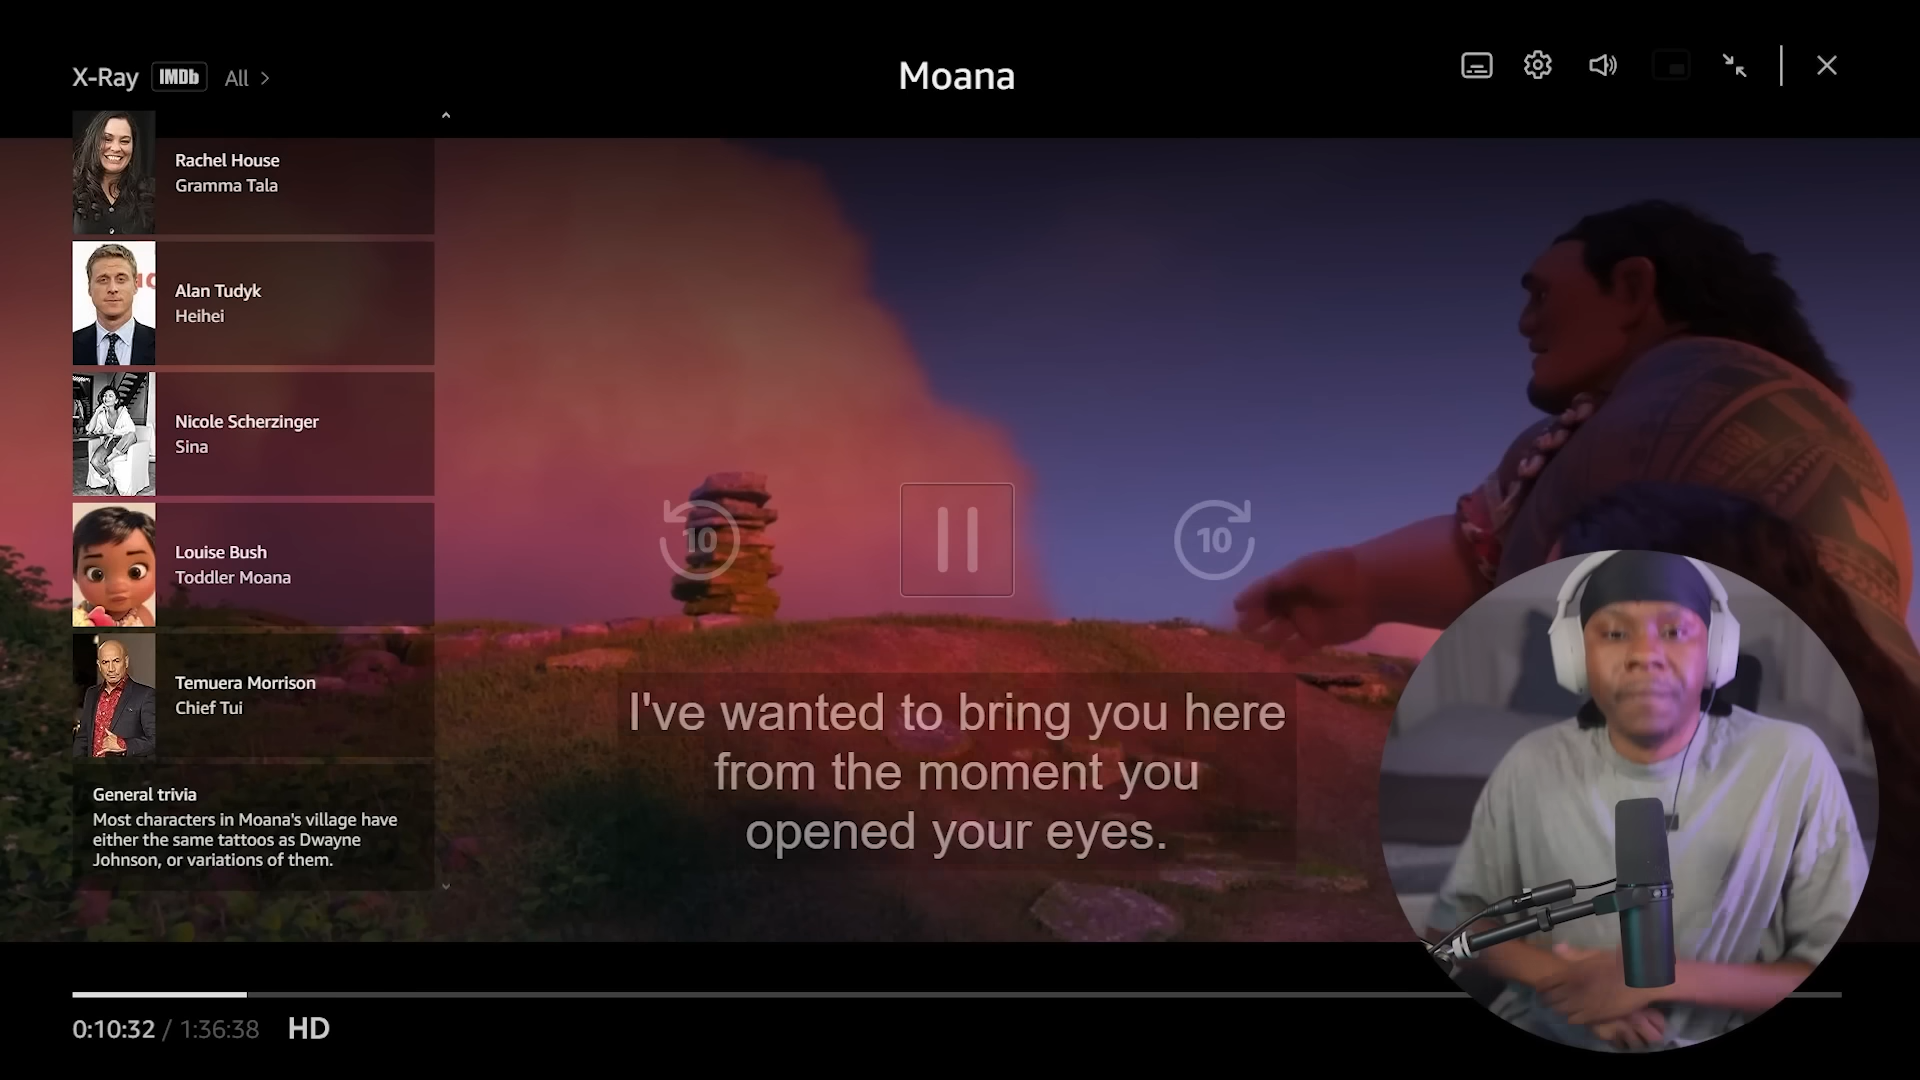 X-Ray IMDb All
Moana
Rachel House
Gramma Tala
Alan Tudyk
Heihei
Nicole Scherzinger
Sina
Louise Bush
Toddler Moana
Temuera Morrison
Chief Tui
General trivia
Most characters in Moana's village have
either the same tattoos as Dwayne
Johnson, or variations of them.
10
10
I've wanted to bring you here
from the moment you
opened your eyes.
0:10:32 / 1:36:38 HD